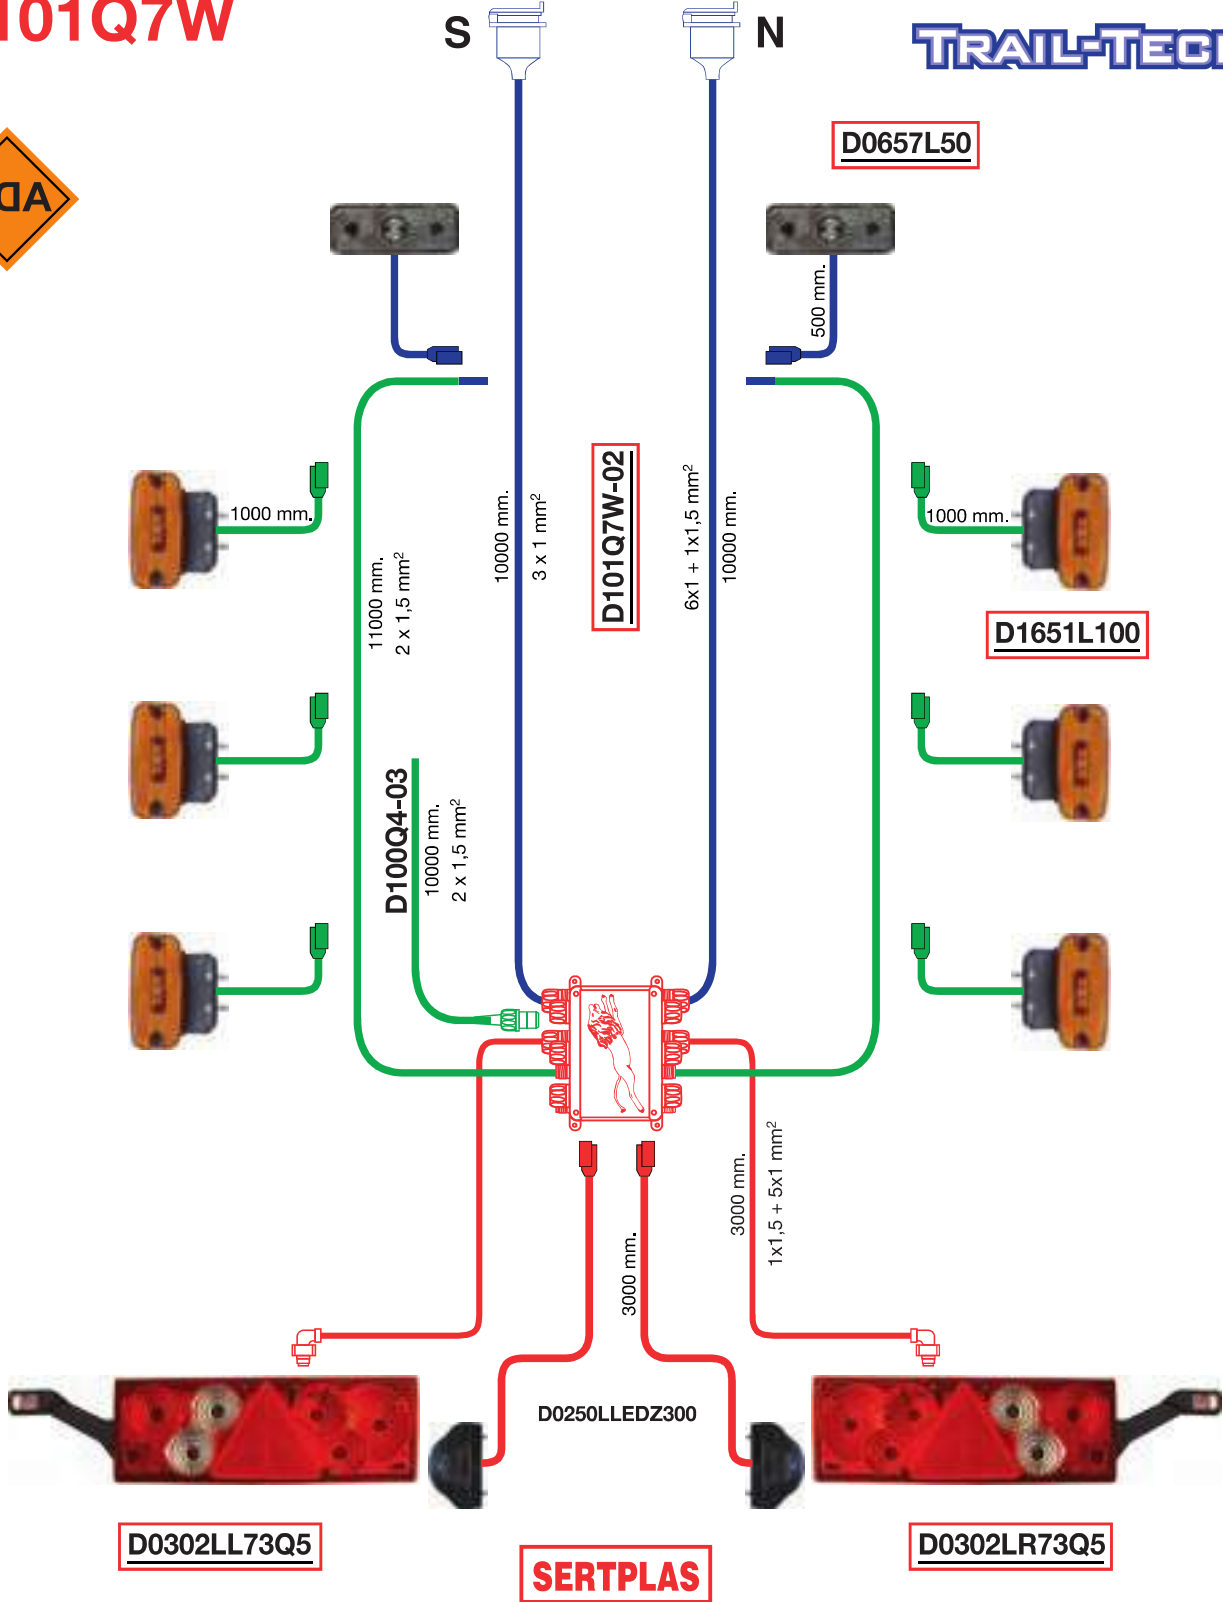 101Q7W
S
N
TRAIL-TEC
D0657L50
AD
500 mm.
1000 mm.
1000 mm.
11000 mm.
2 x 1,5 mm²
10000 mm.
3 x 1 mm²
D101Q7W-02
6x1 + 1x1,5 mm²
10000 mm.
D1651L100
D100Q4-03
10000 mm.
2 x 1,5 mm²
3000 mm.
1x1,5 + 5x1 mm²
3000 mm.
D0250LLEDZ300
D0302LL73Q5
D0302LR73Q5
SERTPLAS